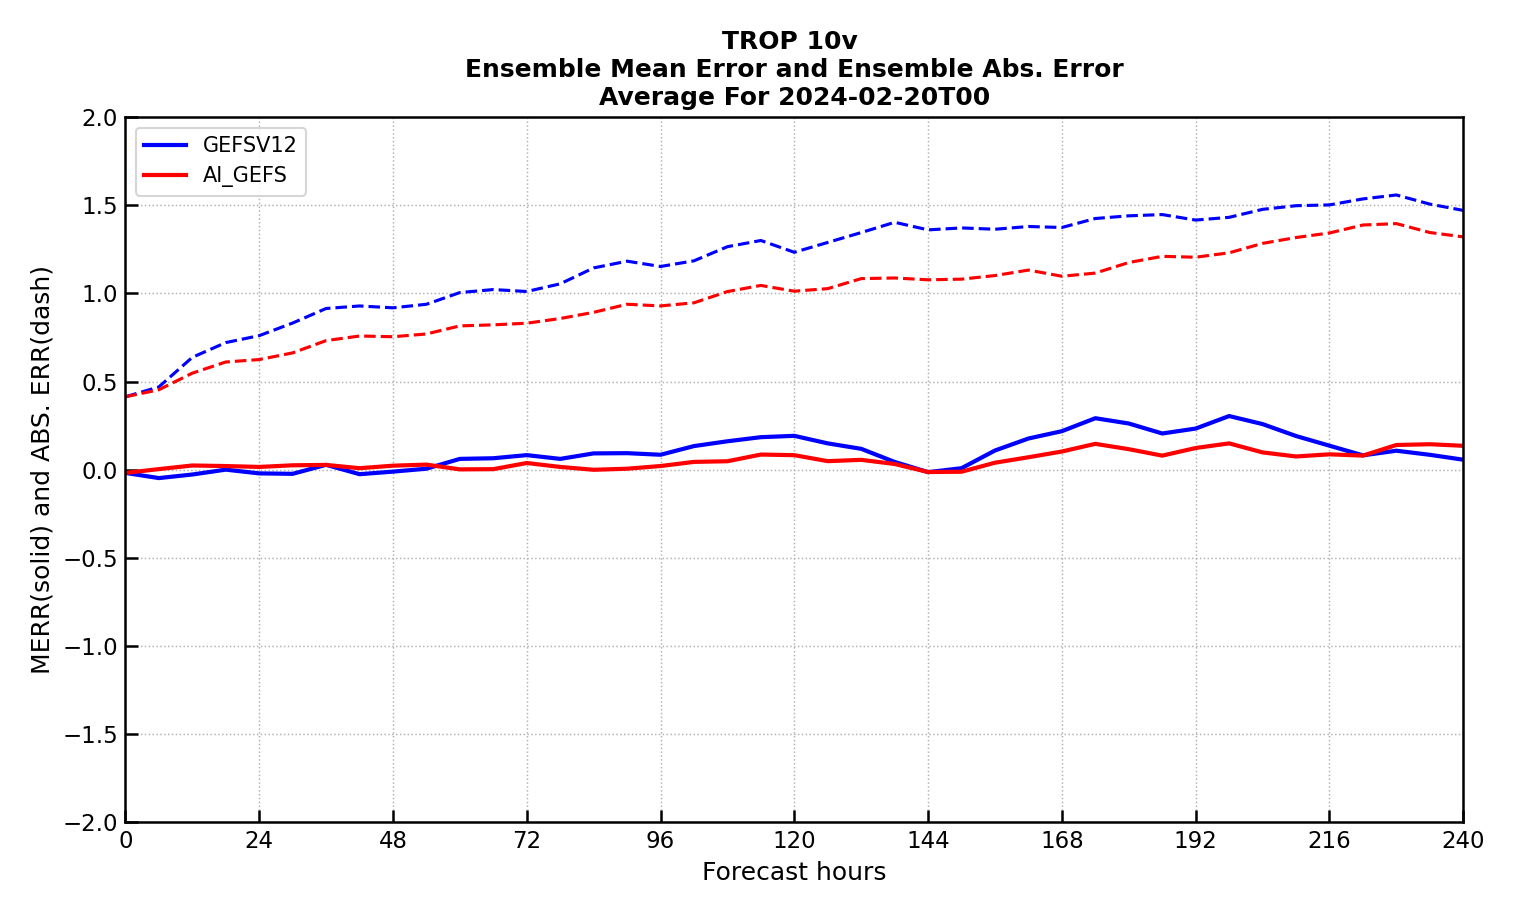 TROP 10v
Ensemble Mean Error and Ensemble Abs. Error
Average For 2024-02-20T00
MERR(solid) and ABS. ERR(dash)
2.0
1.5
1.0
0.5
0.0
−0.5
−1.0
−1.5
−2.0
GEFSV12
AI_GEFS
0 24 48 72 96 120 144 168 192 216 240
Forecast hours